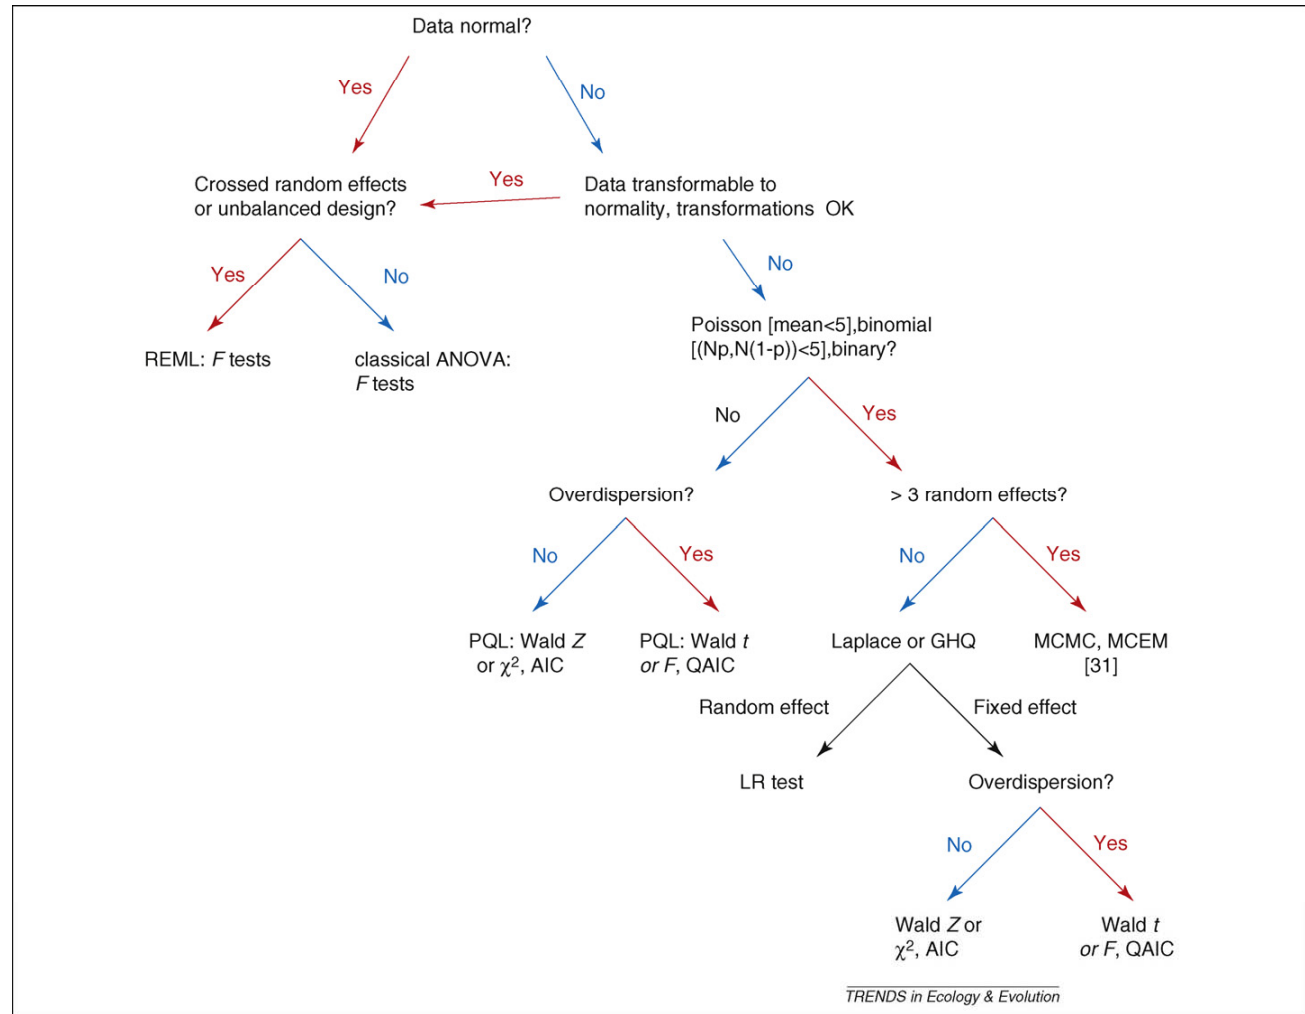 Data normal?
Yes
No
Crossed random effects
or unbalanced design?
Yes
Data transformable to
normality, transformations OK
Yes
No
No
REML: F tests
classical ANOVA:
F tests
Poisson [mean<5],binomial
[(Np,N(1-p))<5],binary?
No
Yes
Overdispersion?
> 3 random effects?
No
Yes
No
Yes
PQL: Wald Z
or χ², AIC
PQL: Wald t
or F, QAIC
Laplace or GHQ
MCMC, MCEM
[31]
Random effect
Fixed effect
LR test
Overdispersion?
No
Yes
Wald Z or
χ², AIC
Wald t
or F, QAIC
TRENDS in Ecology & Evolution